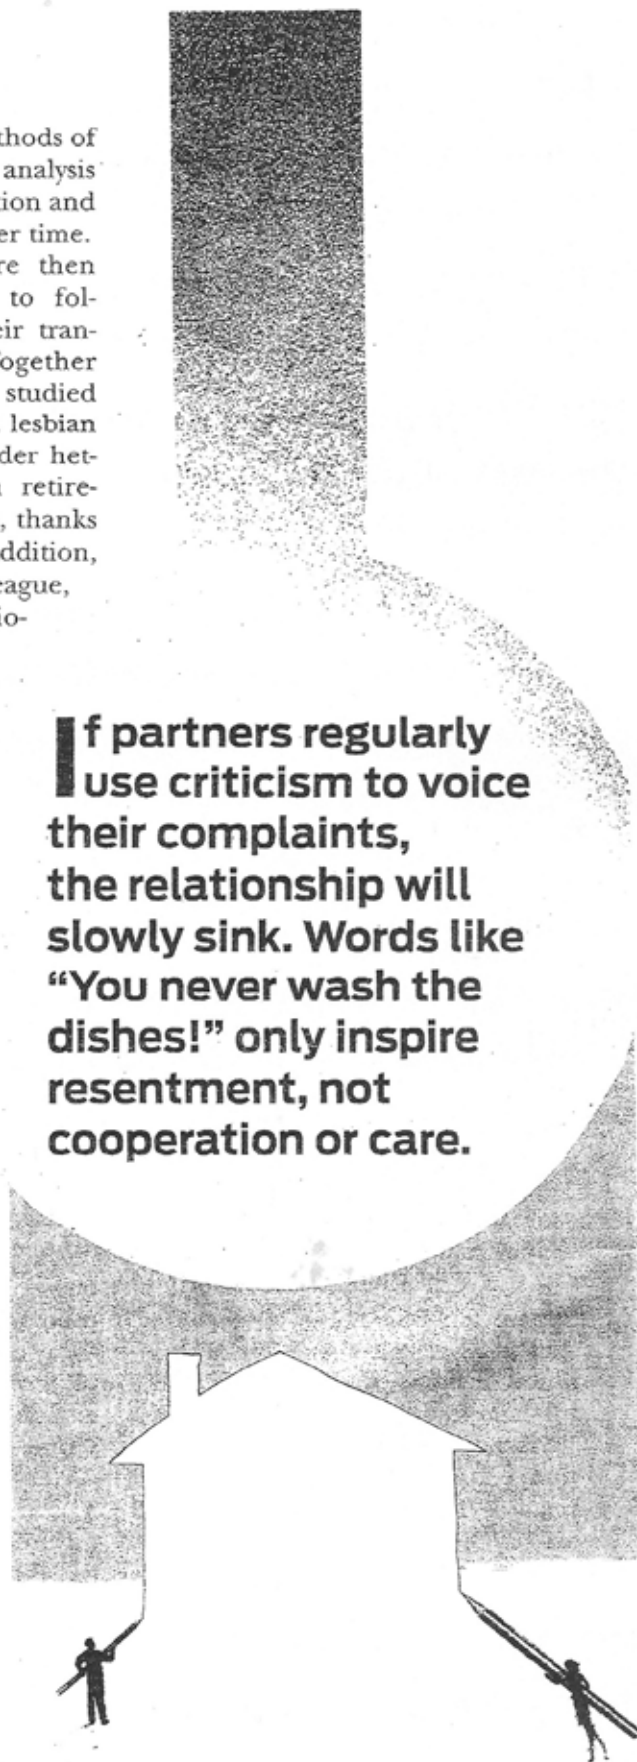 thods of
analysis
tion and
er time.
re then
to fol-
eir tran-
Together
studied
lesbian
der het-
retire-
, thanks
ddition,
eague,
io-
If partners regularly
use criticism to voice
their complaints,
the relationship will
slowly sink. Words like
“You never wash the
dishes!” only inspire
resentment, not
cooperation or care.